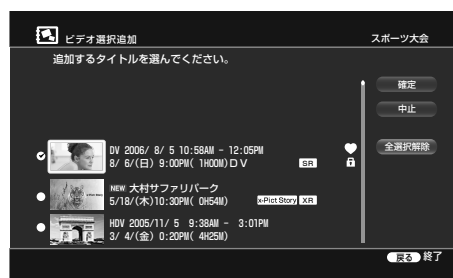 ビデオ選択追加
スポーツ大会
追加するタイトルを選んでください。
確定
中止
全選択解除
DV 2006/ 8/ 5 10:58AM - 12:05PM
8/ 6/(日) 9:00PM( 1H00M)DV SR
NEW 大村サファリパーク
5/18/(木)10:30PM( 0H54M) x-Pict Story XR
HDV 2005/11/ 5 9:38AM - 3:01PM
3/ 4/(金) 0:20PM( 4H25M)
戻る 終了